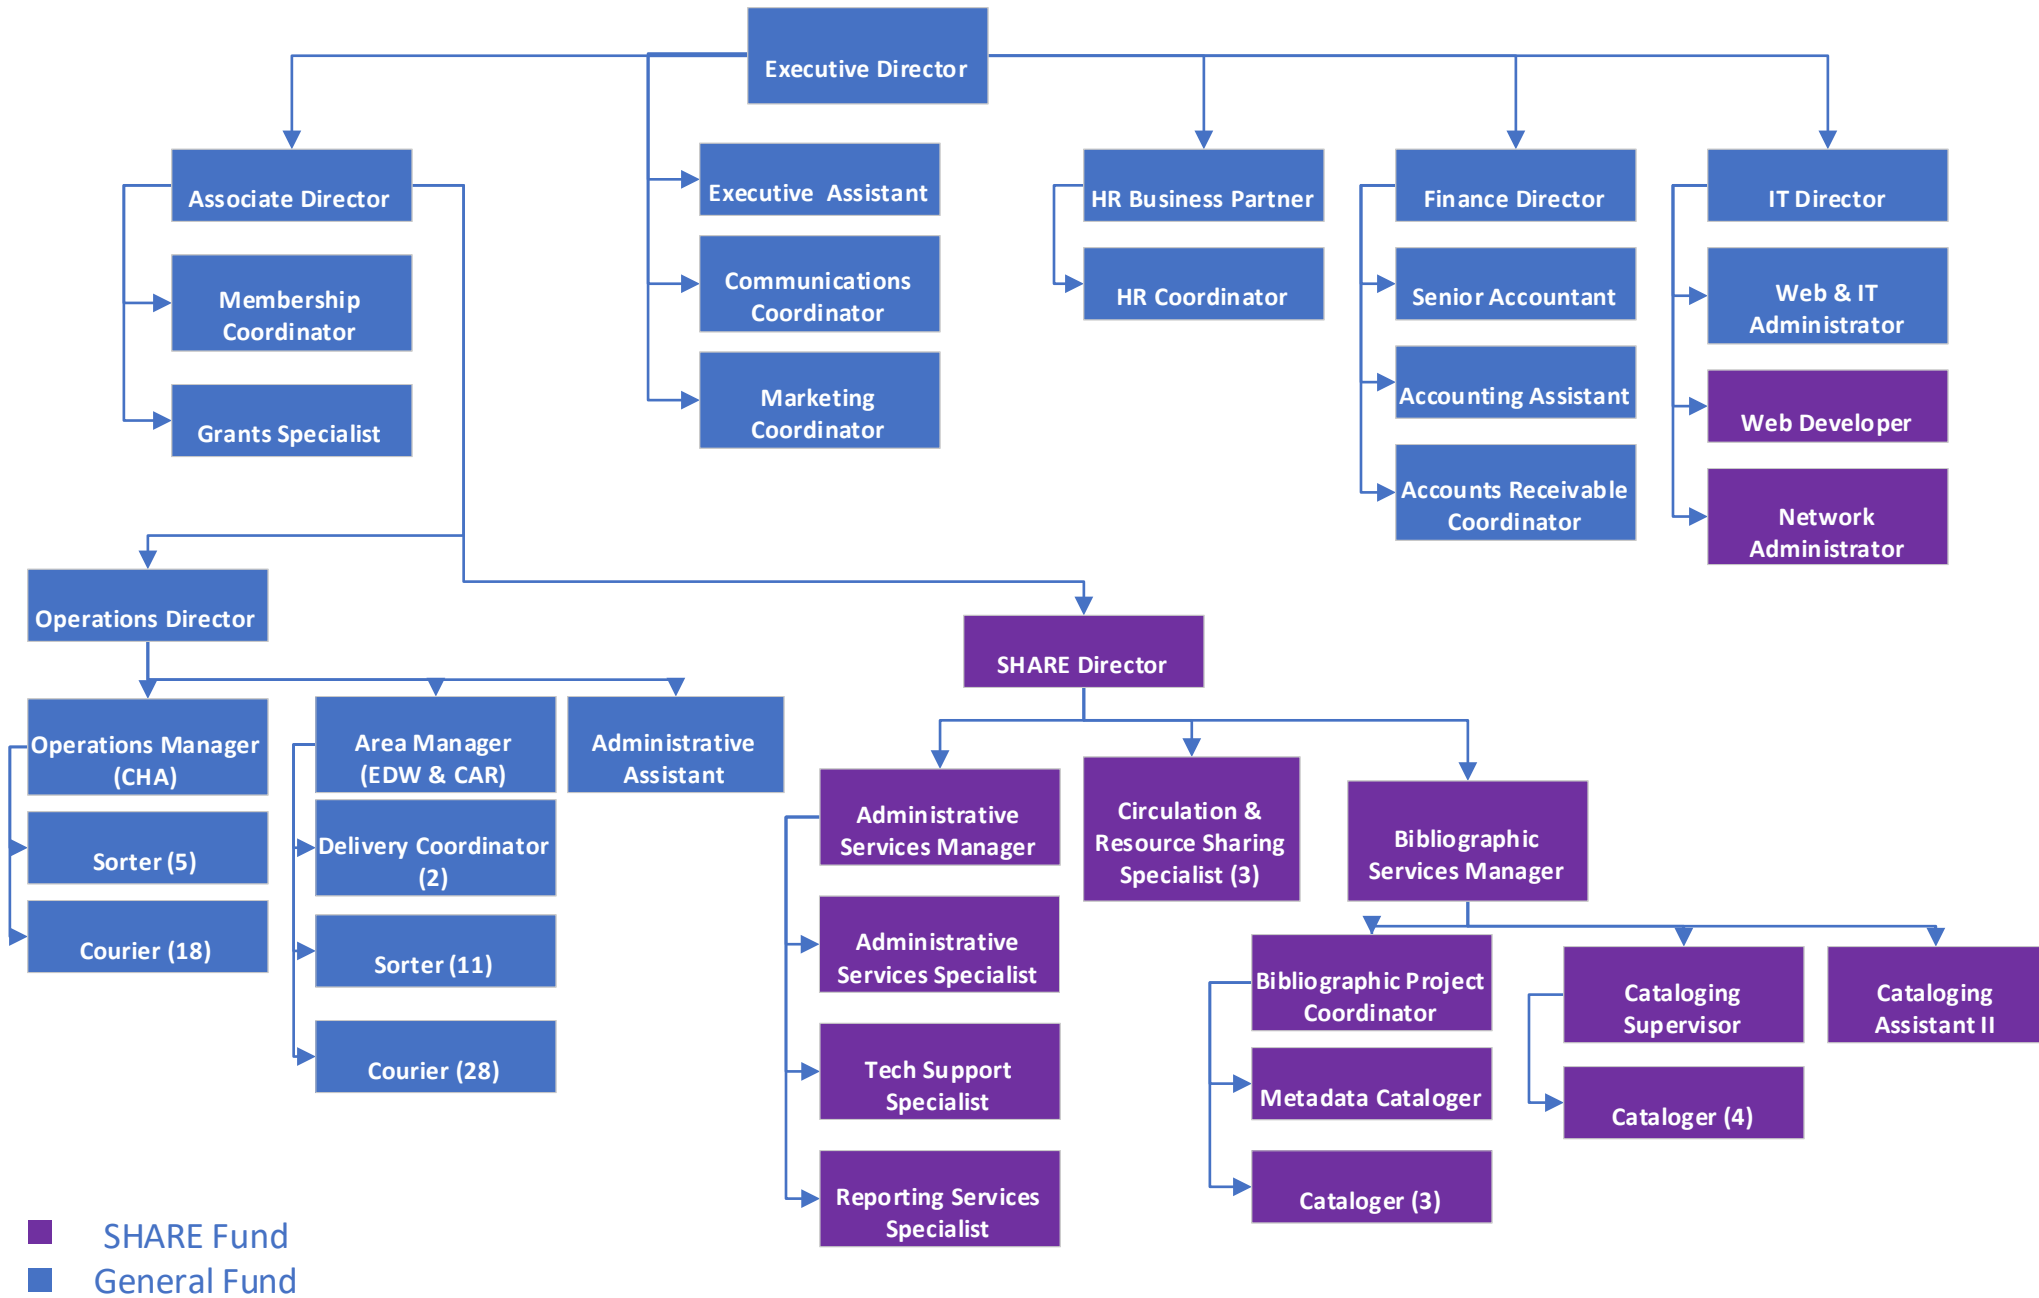 Executive Director
Associate Director
Executive Assistant
HR Business Partner
Finance Director
IT Director
Membership
Coordinator
Communications
Coordinator
HR Coordinator
Senior Accountant
Web & IT
Administrator
Grants Specialist
Marketing
Coordinator
Accounting Assistant
Web Developer
Accounts Receivable
Coordinator
Network
Administrator
Operations Director
SHARE Director
Operations Manager
(CHA)
Area Manager
(EDW & CAR)
Administrative
Assistant
Sorter (5)
Delivery Coordinator
(2)
Courier (18)
Sorter (11)
Courier (28)
Administrative
Services Manager
Circulation &
Resource Sharing
Specialist (3)
Bibliographic
Services Manager
Administrative
Services Specialist
Tech Support
Specialist
Reporting Services
Specialist
Bibliographic Project
Coordinator
Cataloging
Supervisor
Cataloging
Assistant II
Metadata Cataloger
Cataloger (4)
Cataloger (3)
SHARE Fund
General Fund